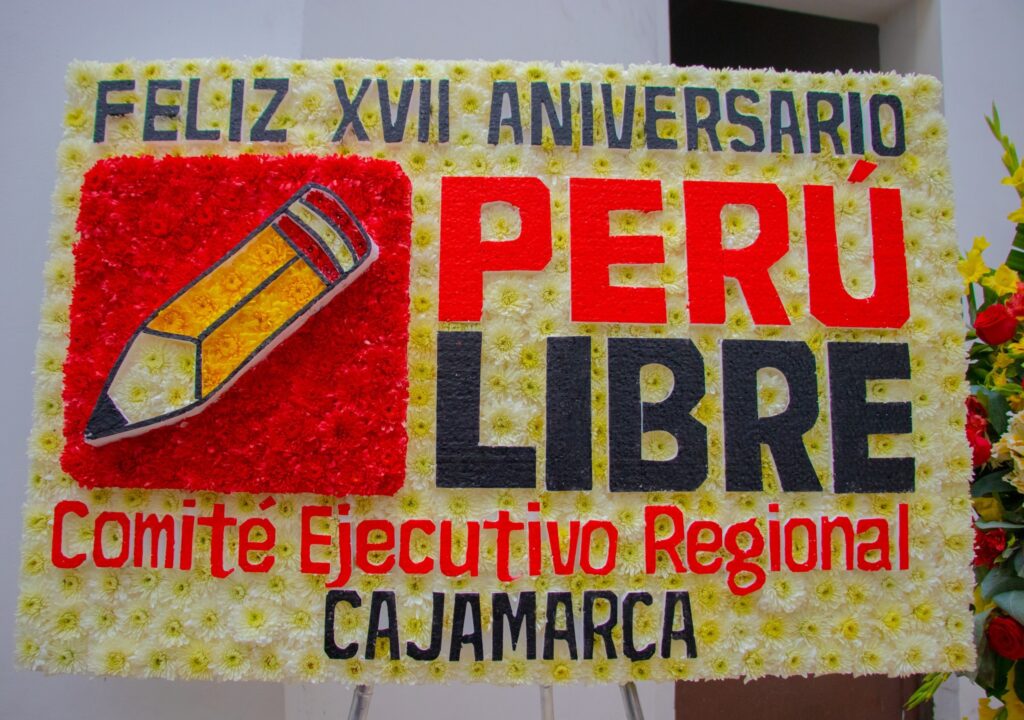 FELIZ XVII ANIVERSARIO
PERÚ
LIBRE
Comité Ejecutivo Regional
CAJAMARCA